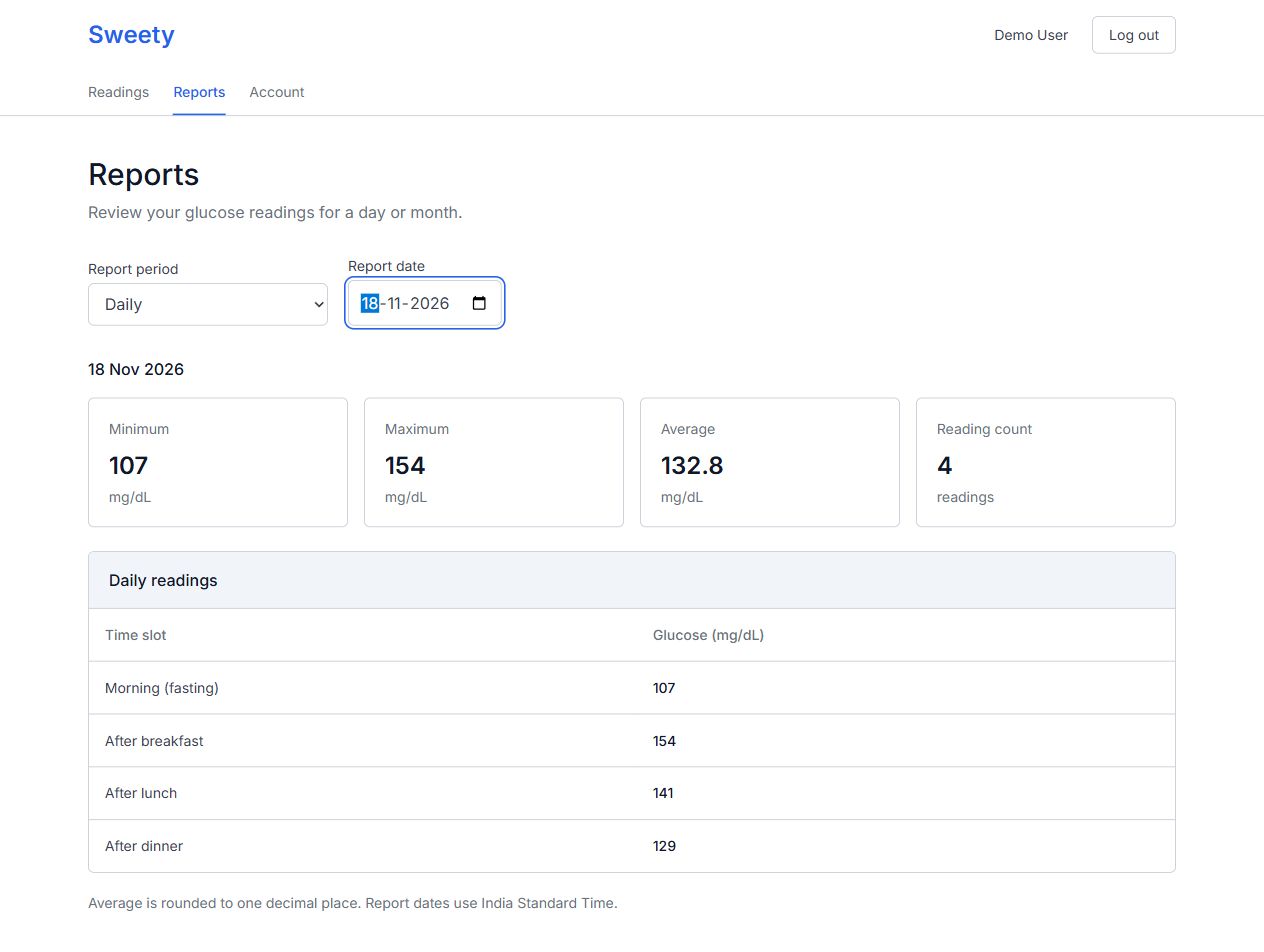 Sweety
Demo User
Log out
Readings Reports Account
Reports
Review your glucose readings for a day or month.
Report period
Daily
Report date
18-11-2026
18 Nov 2026
Minimum
107
mg/dL
Maximum
154
mg/dL
Average
132.8
mg/dL
Reading count
4
readings
Daily readings
Time slot Glucose (mg/dL)
Morning (fasting) 107
After breakfast 154
After lunch 141
After dinner 129
Average is rounded to one decimal place. Report dates use India Standard Time.